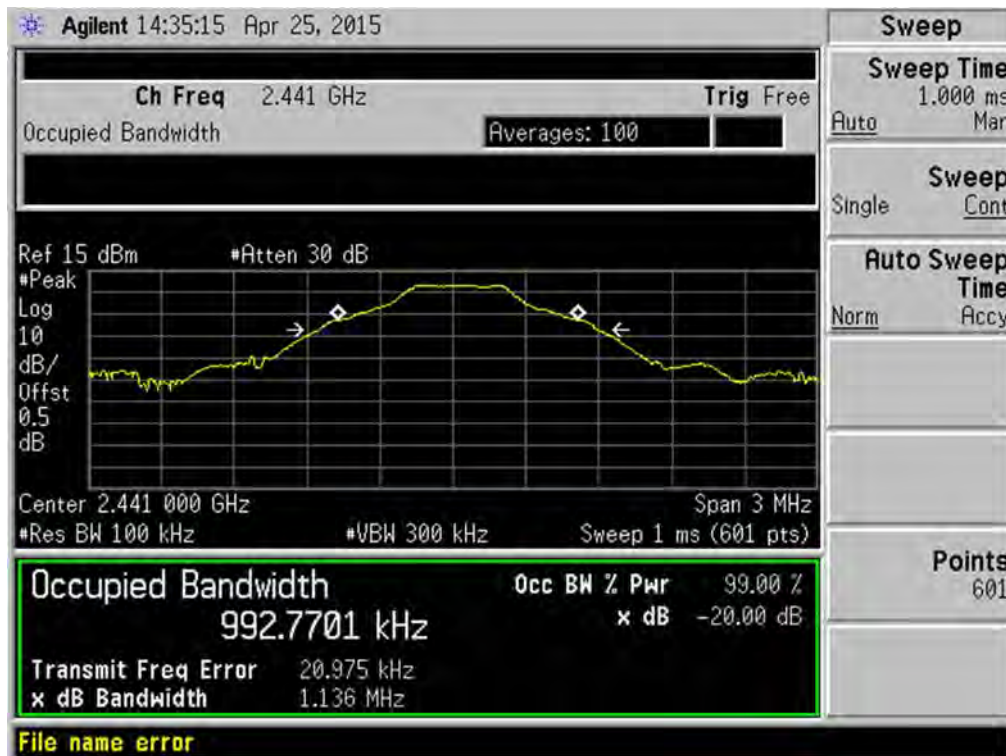 Agilent 14:35:15 Apr 25, 2015
Sweep
Ch Freq 2.441 GHz Trig Free
Occupied Bandwidth Averages: 100
Sweep Time
1.000 ms
Auto Man
Sweep
Single Cont
Auto Sweep
Time
Norm Accy
Ref 15 dBm #Atten 30 dB
#Peak
Log
10
dB/
Offst
0.5
dB
Center 2.441 000 GHz Span 3 MHz
#Res BW 100 kHz #VBW 300 kHz Sweep 1 ms (601 pts)
Occupied Bandwidth Occ BW % Pwr 99.00 %
992.7701 kHz x dB -20.00 dB
Transmit Freq Error 20.975 kHz
x dB Bandwidth 1.136 MHz
Points
601
File name error